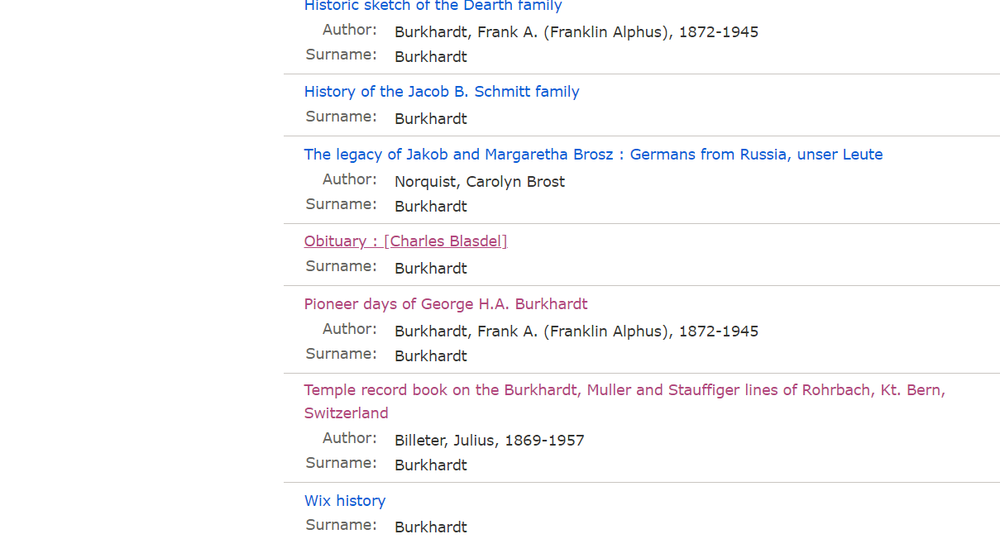 Historic sketch of the Dearth family
Author: Burkhardt, Frank A. (Franklin Alphus), 1872-1945
Surname: Burkhardt
History of the Jacob B. Schmitt family
Surname: Burkhardt
The legacy of Jakob and Margaretha Brosz : Germans from Russia, unser Leute
Author: Norquist, Carolyn Brost
Surname: Burkhardt
Obituary : [Charles Blasdel]
Surname: Burkhardt
Pioneer days of George H.A. Burkhardt
Author: Burkhardt, Frank A. (Franklin Alphus), 1872-1945
Surname: Burkhardt
Temple record book on the Burkhardt, Muller and Stauffiger lines of Rohrbach, Kt. Bern,
Switzerland
Author: Billeter, Julius, 1869-1957
Surname: Burkhardt
Wix history
Surname: Burkhardt